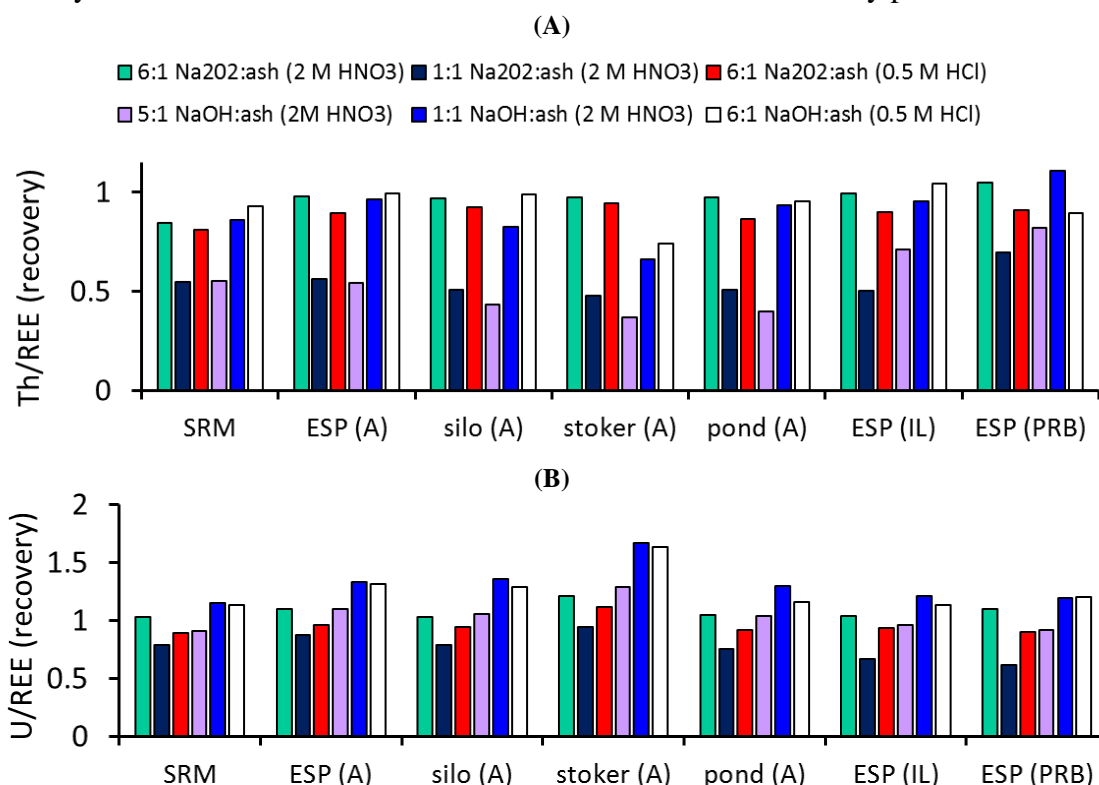 (A)
6:1 Na202:ash (2 M HNO3) 1:1 Na202:ash (2 M HNO3) 6:1 Na202:ash (0.5 M HCl)
5:1 NaOH:ash (2M HNO3) 1:1 NaOH:ash (2 M HNO3) 6:1 NaOH:ash (0.5 M HCl)
Th/REE (recovery)
1
0.5
0
SRM ESP (A) silo (A) stoker (A) pond (A) ESP (IL) ESP (PRB)
(B)
U/REE (recovery)
2
1.5
1
0.5
0
SRM ESP (A) silo (A) stoker (A) pond (A) ESP (IL) ESP (PRB)